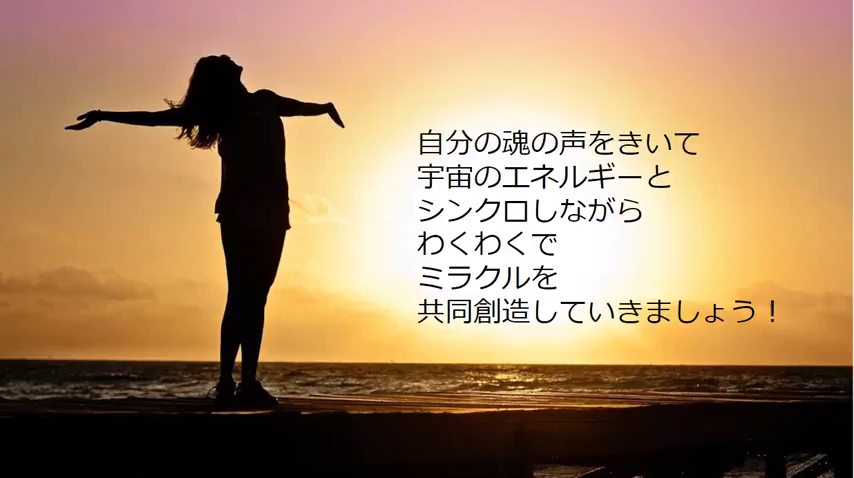 自分の魂の声をきいて
宇宙のエネルギーと
シンクロしながら
わくわくで
ミラクルを
共同創造していきましょう！